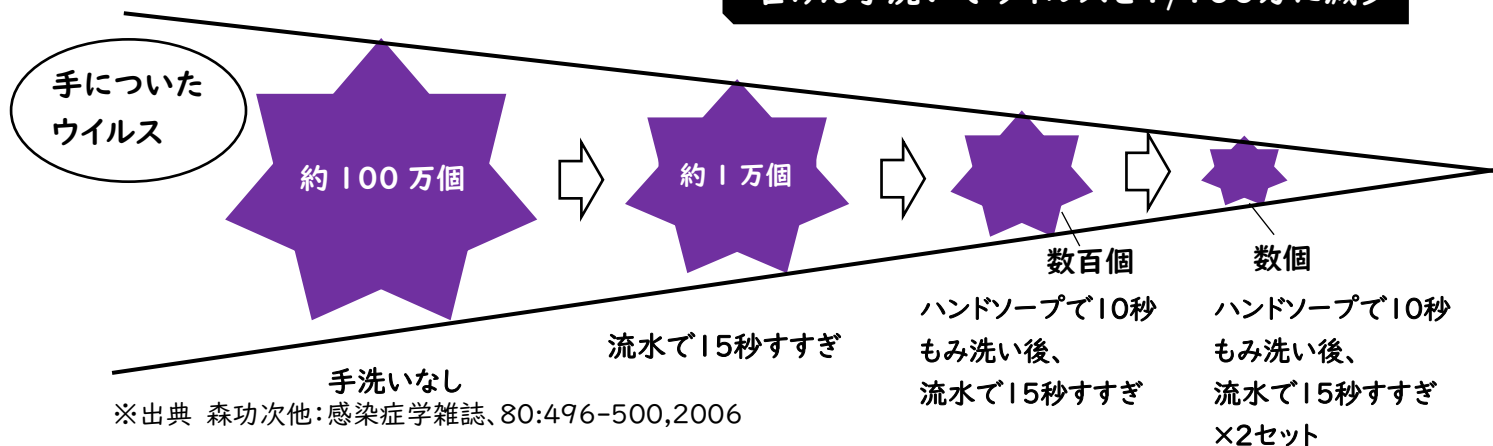 手についた
ウイルス
約100万個
約1万個
数百個
数個
手洗いなし
流水で15秒すすぎ
ハンドソープで10秒
もみ洗い後、
流水で15秒すすぎ
ハンドソープで10秒
もみ洗い後、
流水で15秒すすぎ
×2セット
※出典 森功次他:感染症学雑誌、80:496-500,2006